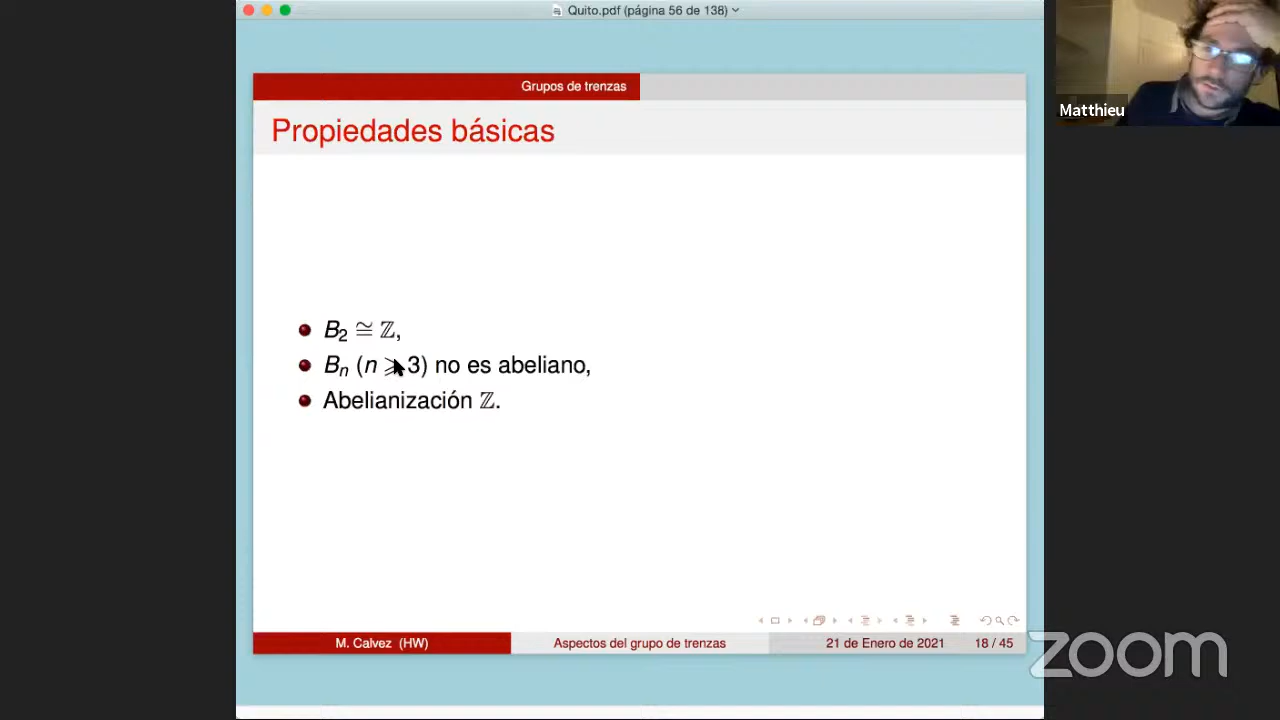 Quito.pdf (página 56 de 138)
Matthieu
Grupos de trenzas
Propiedades básicas
B₂ ≅ ℤ,
Bₙ (n ⩾ 3) no es abeliano,
Abelianización ℤ.
M. Calvez (HW) Aspectos del grupo de trenzas 21 de Enero de 2021 18 / 45
zoom